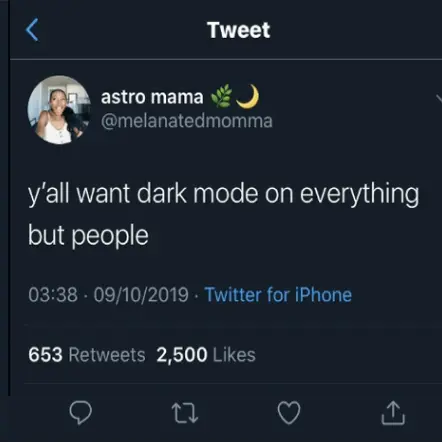 Tweet
astro mama 🌿🌙
@melanatedmomma
y'all want dark mode on everything
but people
03:38 · 09/10/2019 · Twitter for iPhone
653 Retweets 2,500 Likes